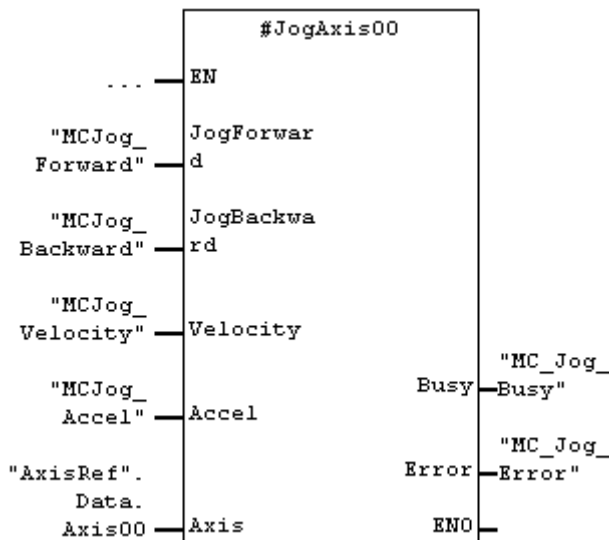 #JogAxis00
... EN
"MCJog_ JogForwar
Forward" d
"MCJog_ JogBackwa
Backward" rd
"MCJog_
Velocity" Velocity
"MC_Jog_
"MCJog_ Busy Busy"
Accel" Accel
"MC_Jog_
"AxisRef". Error Error"
Data.
Axis00 Axis ENO